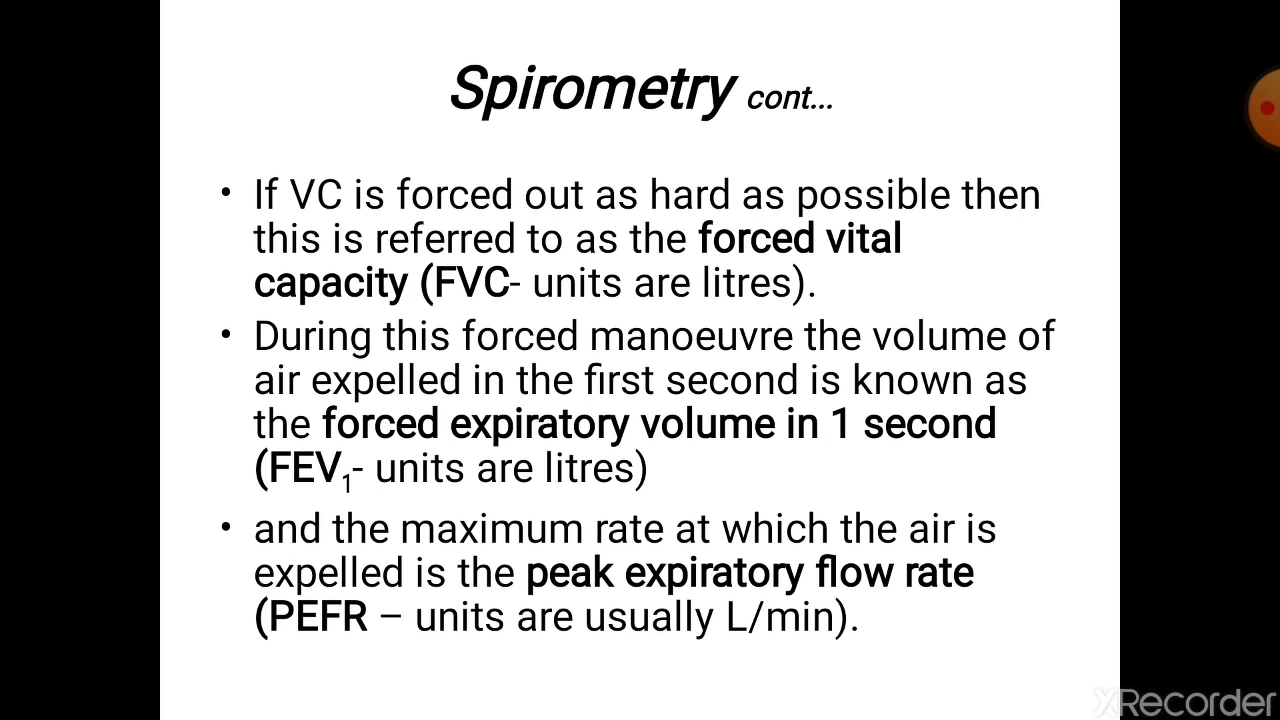 Spirometry cont...
• If VC is forced out as hard as possible then
this is referred to as the forced vital
capacity (FVC- units are litres).
• During this forced manoeuvre the volume of
air expelled in the first second is known as
the forced expiratory volume in 1 second
(FEV₁- units are litres)
• and the maximum rate at which the air is
expelled is the peak expiratory flow rate
(PEFR – units are usually L/min).
XRecorder